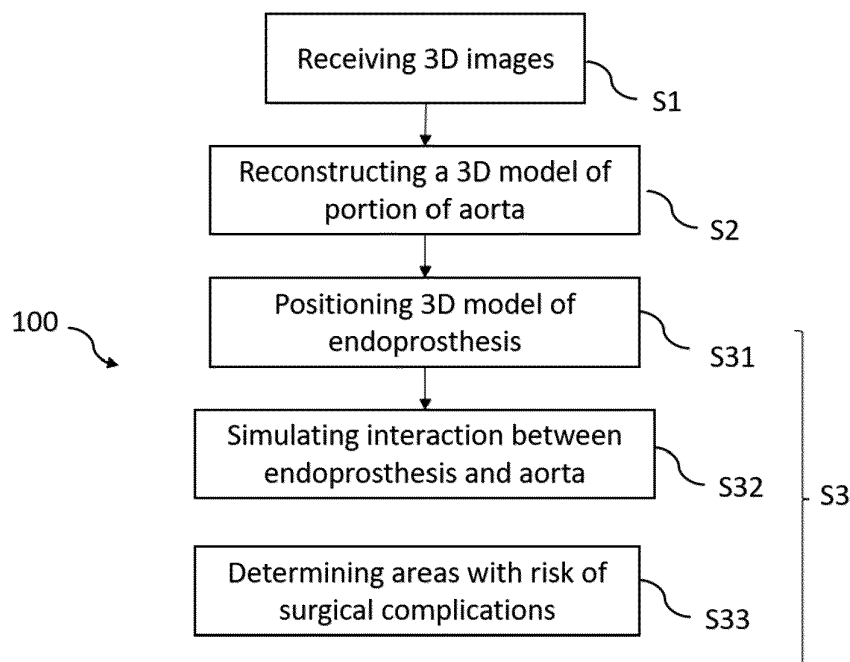 Receiving 3D images
S1
Reconstructing a 3D model of
portion of aorta
S2
Positioning 3D model of
endoprosthesis
100
S31
Simulating interaction between
endoprosthesis and aorta
S32
S3
Determining areas with risk of
surgical complications
S33